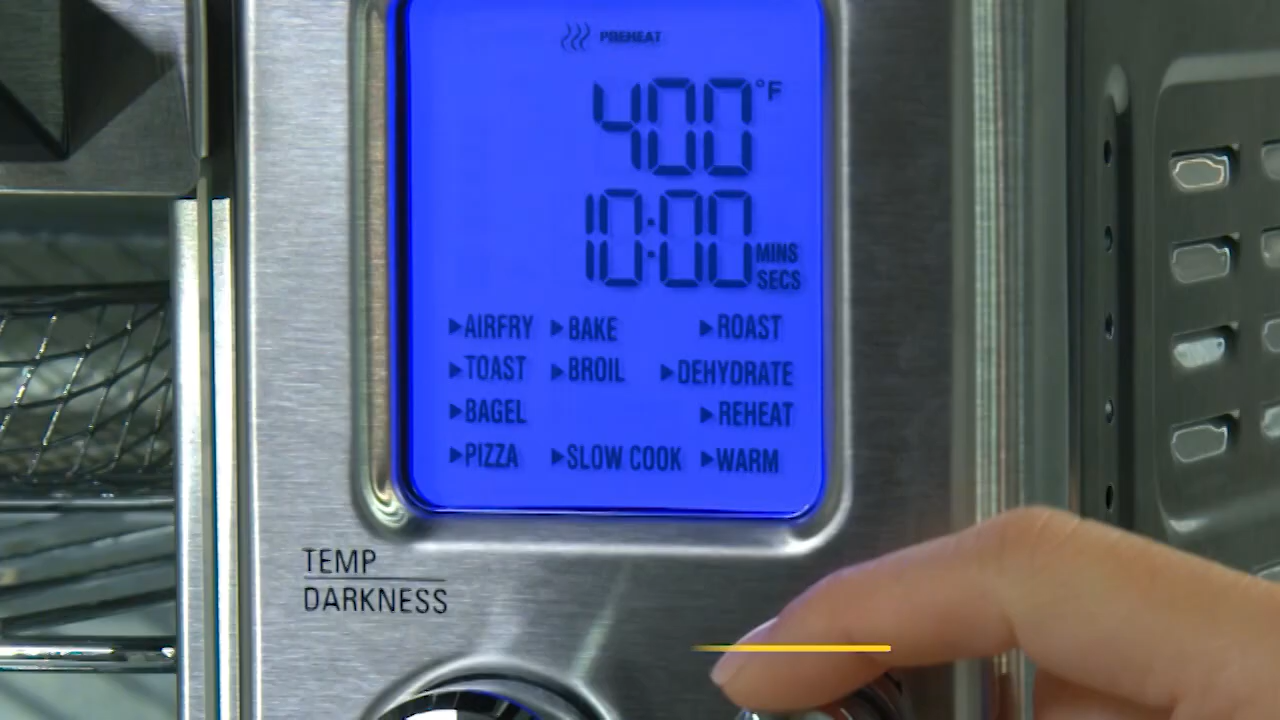 PREHEAT
400°F
10:00 MINS SECS
▶AIRFRY ▶BAKE ▶ROAST
▶TOAST ▶BROIL ▶DEHYDRATE
▶BAGEL ▶REHEAT
▶PIZZA ▶SLOW COOK ▶WARM
TEMP
DARKNESS